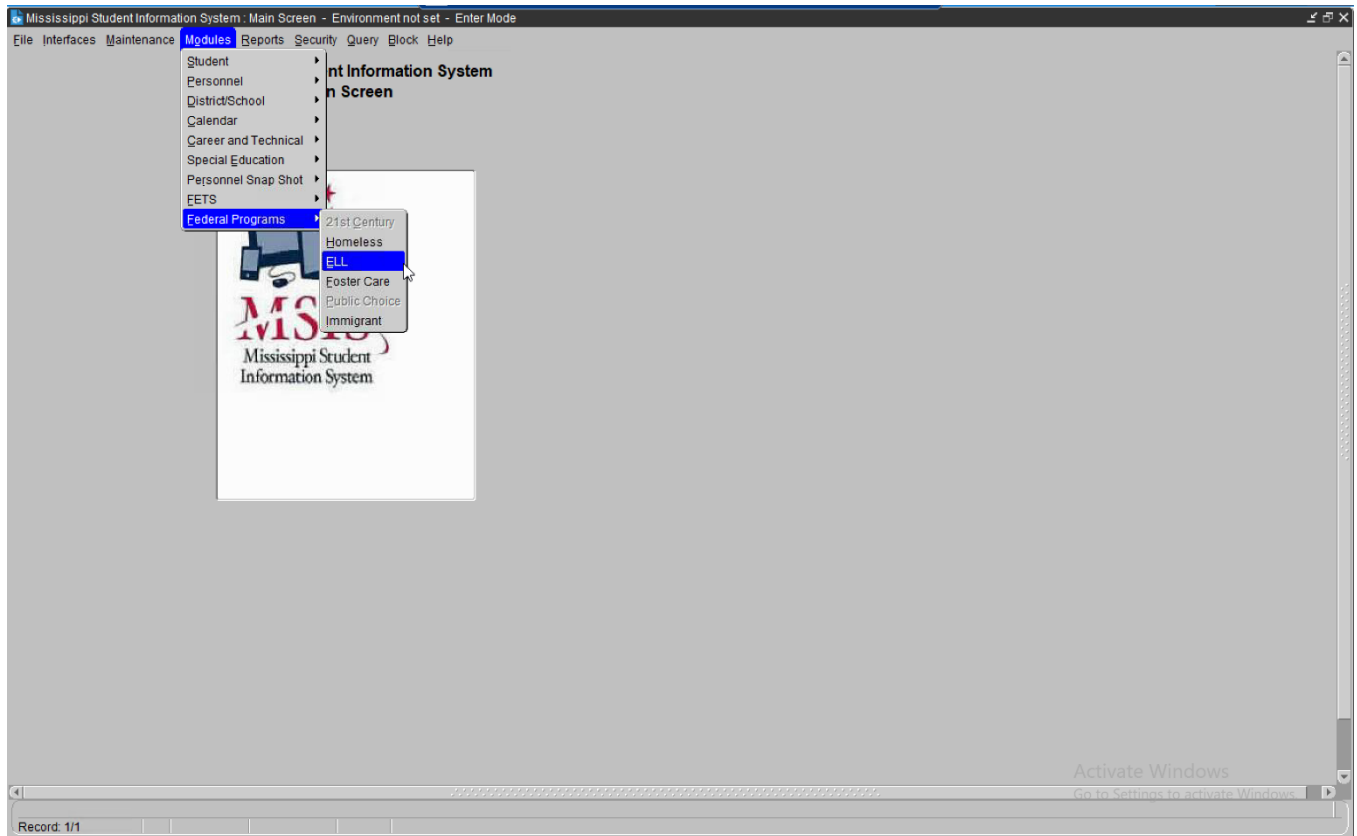 Mississippi Student Information System : Main Screen - Environment not set - Enter Mode
File Interfaces Maintenance Modules Reports Security Query Block Help
Student
nt Information System
Personnel
n Screen
District/School
Calendar
Career and Technical
Special Education
Personnel Snap Shot
FETS
Federal Programs
21st Century
Homeless
ELL
Foster Care
Public Choice
Immigrant
MSIS
Mississippi Student
Information System
Activate Windows
Go to Settings to activate Windows.
Record: 1/1